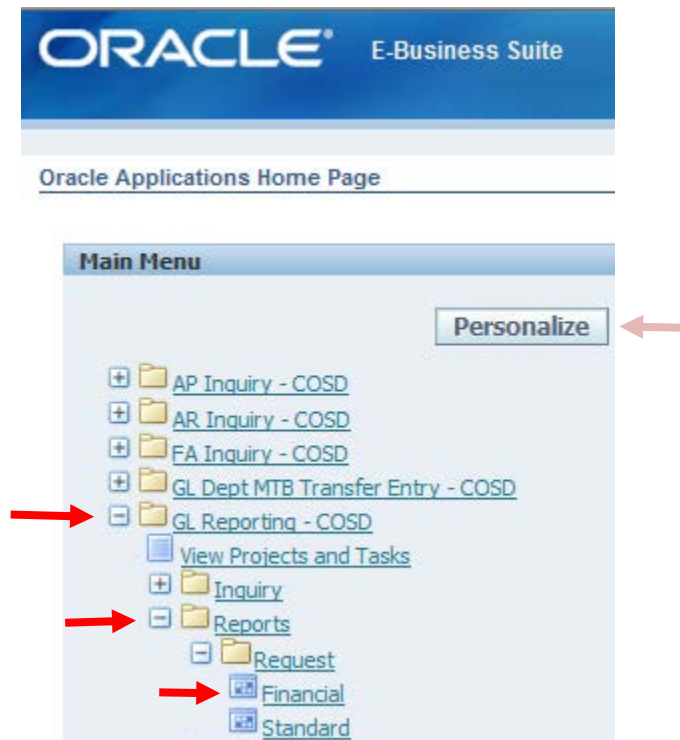 ORACLE® E-Business Suite
Oracle Applications Home Page
Main Menu
Personalize
AP Inquiry - COSD
AR Inquiry - COSD
FA Inquiry - COSD
GL Dept MTB Transfer Entry - COSD
GL Reporting - COSD
View Projects and Tasks
Inquiry
Reports
Request
Financial
Standard